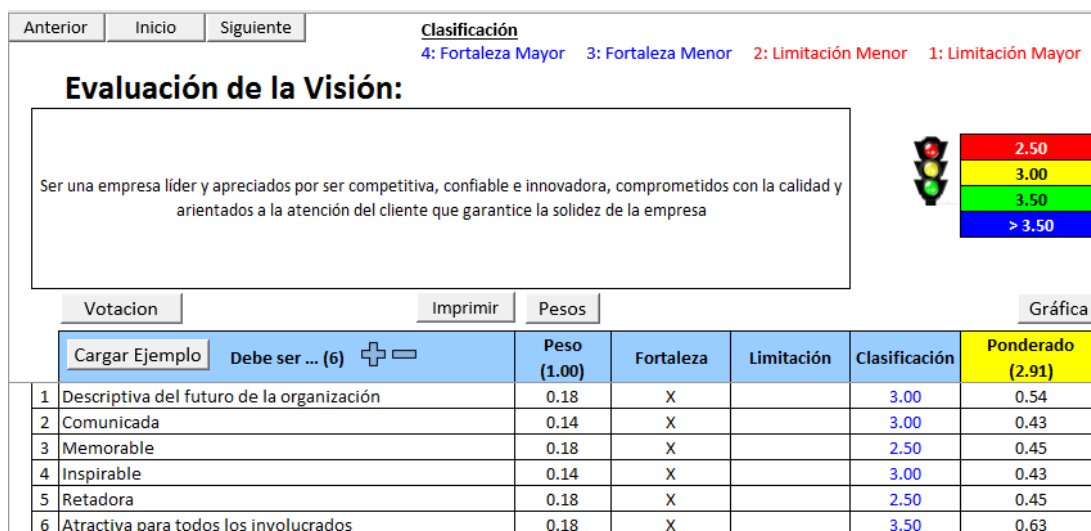 Anterior Inicio Siguiente
Clasificación
4: Fortaleza Mayor 3: Fortaleza Menor 2: Limitación Menor 1: Limitación Mayor
Evaluación de la Visión:
Ser una empresa líder y apreciados por ser competitiva, confiable e innovadora, comprometidos con la calidad y
arientados a la atención del cliente que garantice la solidez de la empresa
2.50
3.00
3.50
> 3.50
Votacion Imprimir Pesos Gráfica
Cargar Ejemplo Debe ser ... (6) Peso (1.00) Fortaleza Limitación Clasificación Ponderado (2.91)
1 Descriptiva del futuro de la organización 0.18 X 3.00 0.54
2 Comunicada 0.14 X 3.00 0.43
3 Memorable 0.18 X 2.50 0.45
4 Inspirable 0.14 X 3.00 0.43
5 Retadora 0.18 X 2.50 0.45
6 Atractiva para todos los involucrados 0.18 X 3.50 0.63